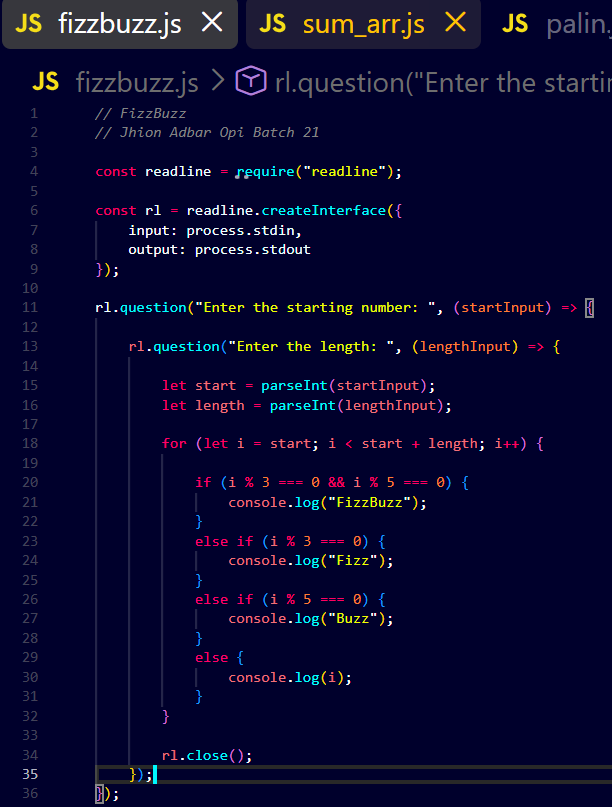 JS fizzbuzz.js × JS sum_arr.js × JS palin.
JS fizzbuzz.js > rl.question("Enter the startin
1 // FizzBuzz
2 // Jhion Adbar Opi Batch 21
3
4 const readline = require("readline");
5
6 const rl = readline.createInterface({
7     input: process.stdin,
8     output: process.stdout
9 });
10
11 rl.question("Enter the starting number: ", (startInput) => {
12
13     rl.question("Enter the length: ", (lengthInput) => {
14
15         let start = parseInt(startInput);
16         let length = parseInt(lengthInput);
17
18         for (let i = start; i < start + length; i++) {
19
20             if (i % 3 === 0 && i % 5 === 0) {
21                 console.log("FizzBuzz");
22             }
23             else if (i % 3 === 0) {
24                 console.log("Fizz");
25             }
26             else if (i % 5 === 0) {
27                 console.log("Buzz");
28             }
29             else {
30                 console.log(i);
31             }
32         }
33
34         rl.close();
35     });
36 });